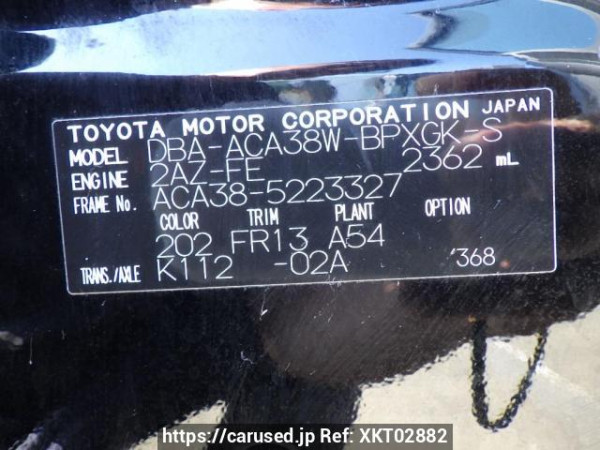 TOYOTA MOTOR CORPORATION JAPAN
MODEL DBA-ACA38W-BPXGK-S
ENGINE 2AZ-FE 2362 mL
FRAME No. ACA38-5223327
COLOR TRIM PLANT OPTION
202 FR13 A54
TRANS./AXLE K112 -02A '368
https://carused.jp Ref: XKT02882